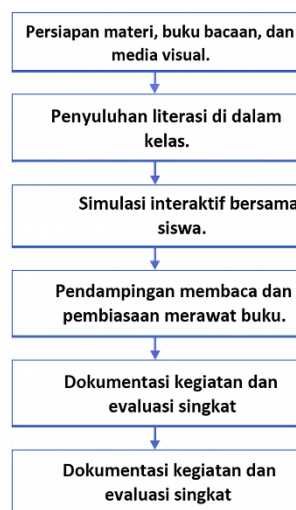 Persiapan materi, buku bacaan, dan
media visual.
Penyuluhan literasi di dalam
kelas.
Simulasi interaktif bersama
siswa.
Pendampingan membaca dan
pembiasaan merawat buku.
Dokumentasi kegiatan dan
evaluasi singkat
Dokumentasi kegiatan dan
evaluasi singkat